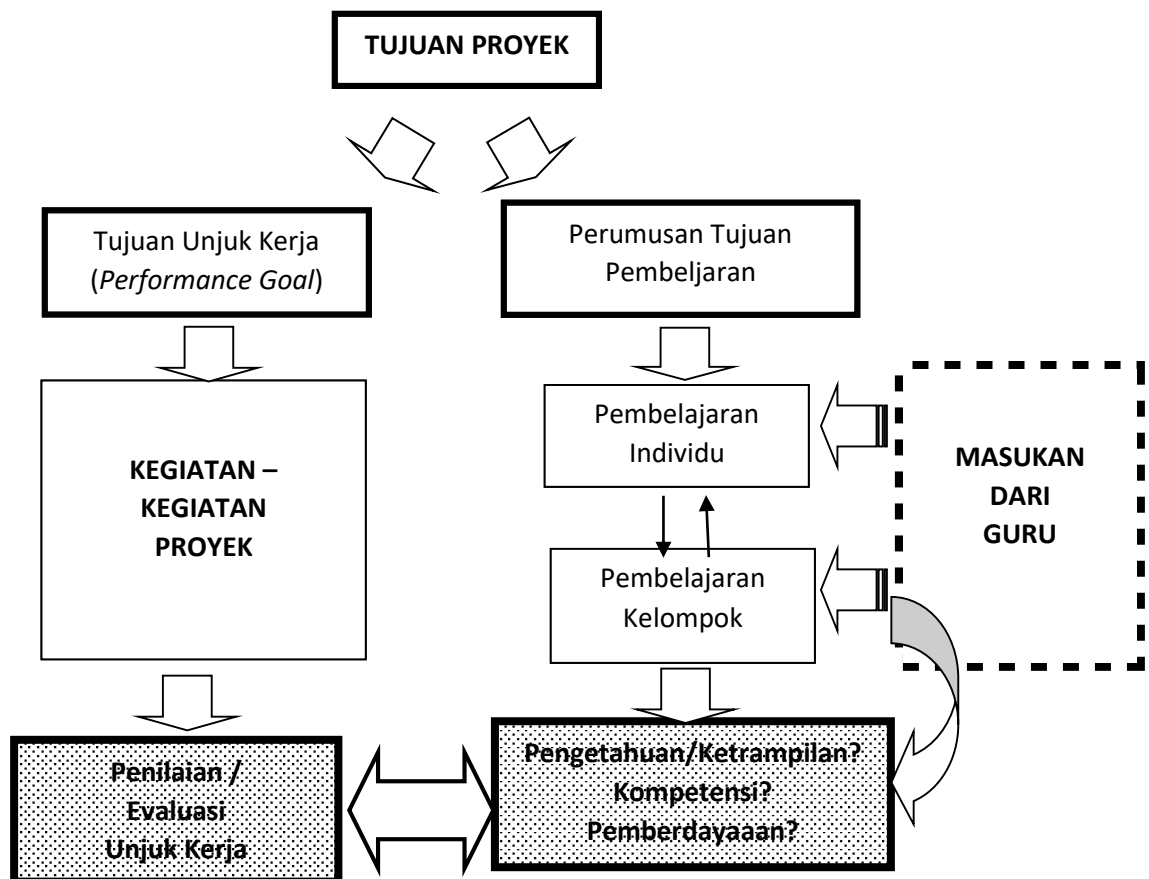 TUJUAN PROYEK
Tujuan Unjuk Kerja
(Performance Goal)
Perumusan Tujuan
Pembeljaran
KEGIATAN –
KEGIATAN
PROYEK
Pembelajaran
Individu
MASUKAN
DARI
GURU
Pembelajaran
Kelompok
Penilaian /
Evaluasi
Unjuk Kerja
Pengetahuan/Ketrampilan?
Kompetensi?
Pemberdayaaan?